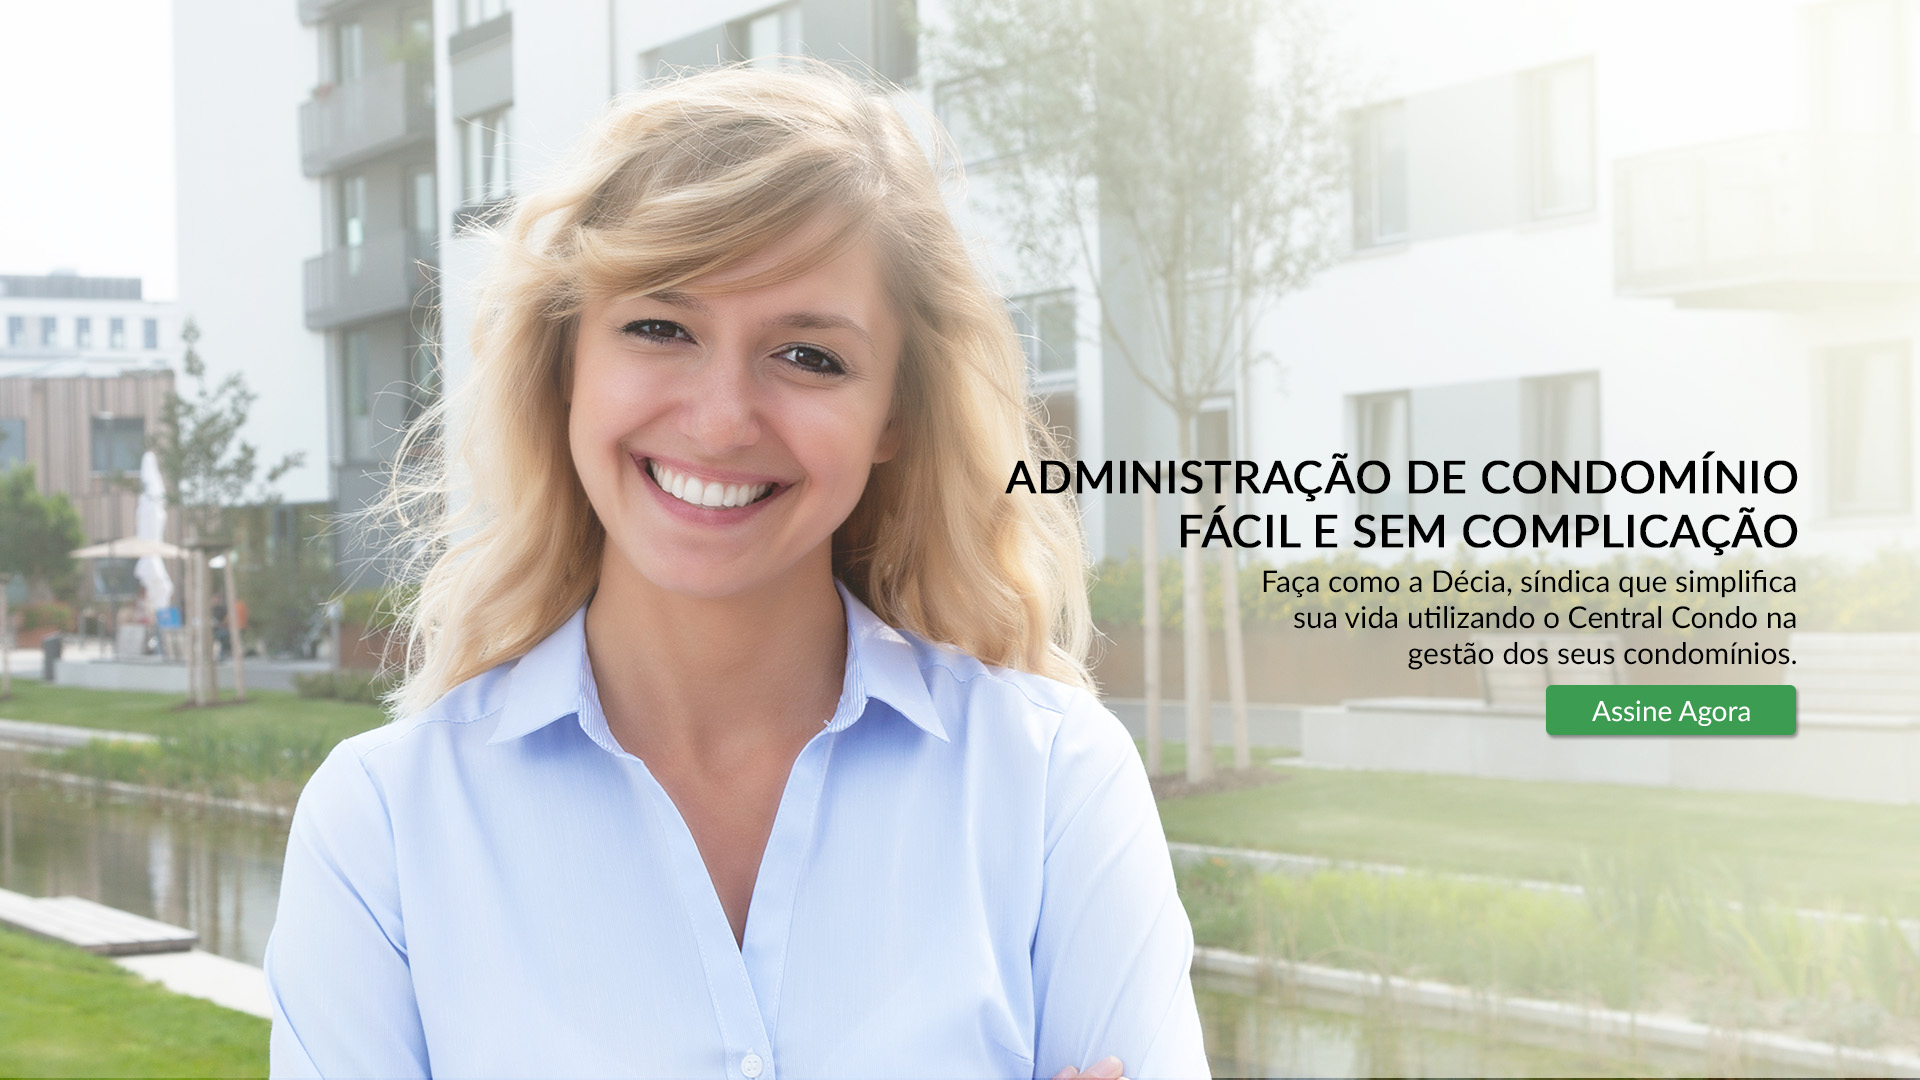 ADMINISTRAÇÃO DE CONDOMÍNIO
FÁCIL E SEM COMPLICAÇÃO
Faça como a Décia, síndica que simplifica
sua vida utilizando o Central Condo na
gestão dos seus condomínios.
Assine Agora